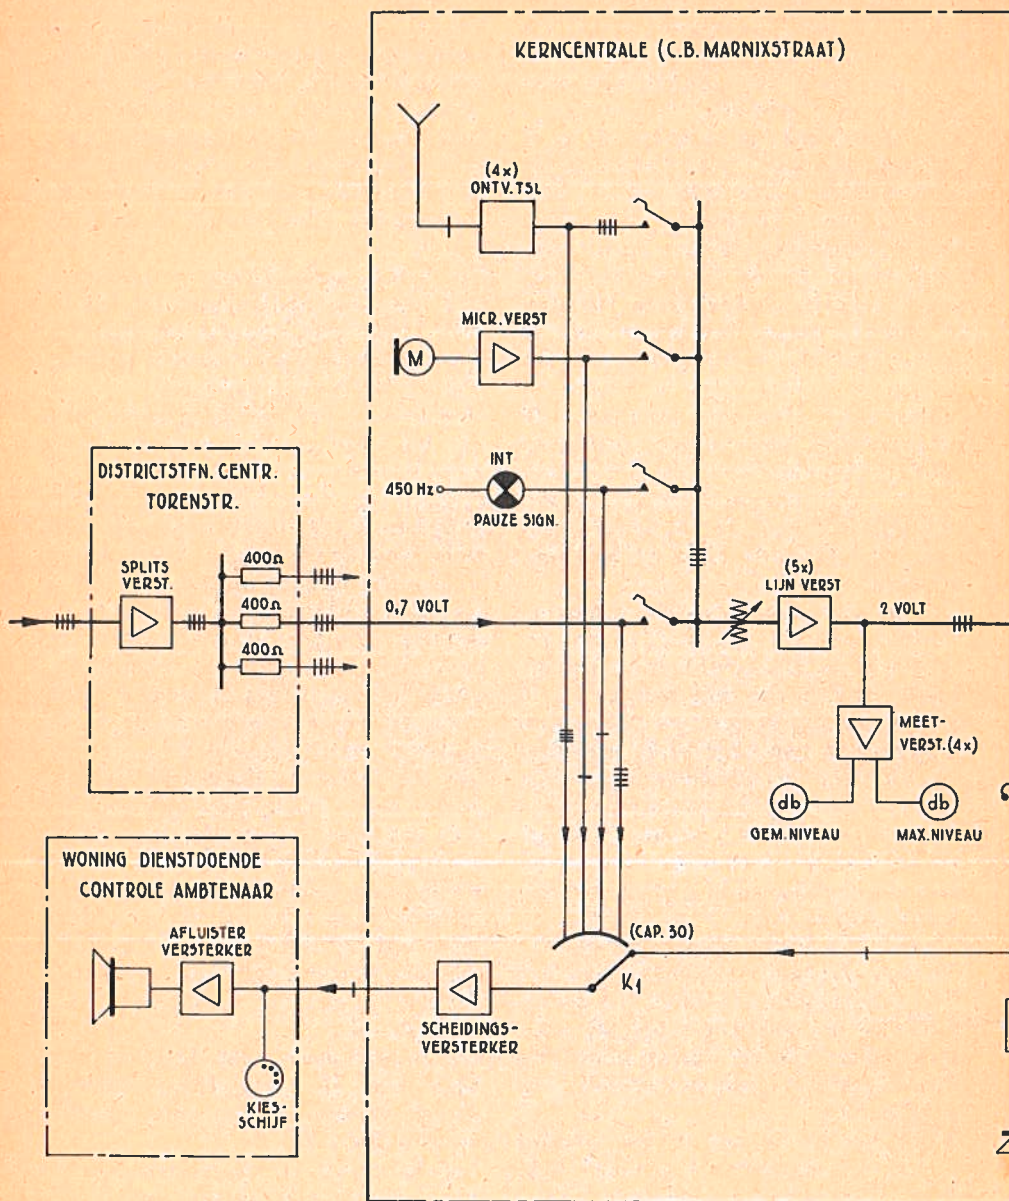 KERNCENTRALE (C.B. MARNIXSTRAAT)
(4x)
ONTV. TSL
MICR. VERST
M
INT
450 Hz
PAUZE SIGN.
DISTRICTSTFN. CENTR.
TORENSTR.
SPLITS
VERST.
400Ω
400Ω
400Ω
0,7 VOLT
(5x)
LIJN VERST
2 VOLT
MEET-
VERST. (4x)
db
db
GEM. NIVEAU
MAX. NIVEAU
WONING DIENSTDOENDE
CONTROLE AMBTENAAR
AFLUISTER
VERSTERKER
KIES-
SCHIJF
SCHEIDINGS-
VERSTERKER
(CAP. 30)
K1